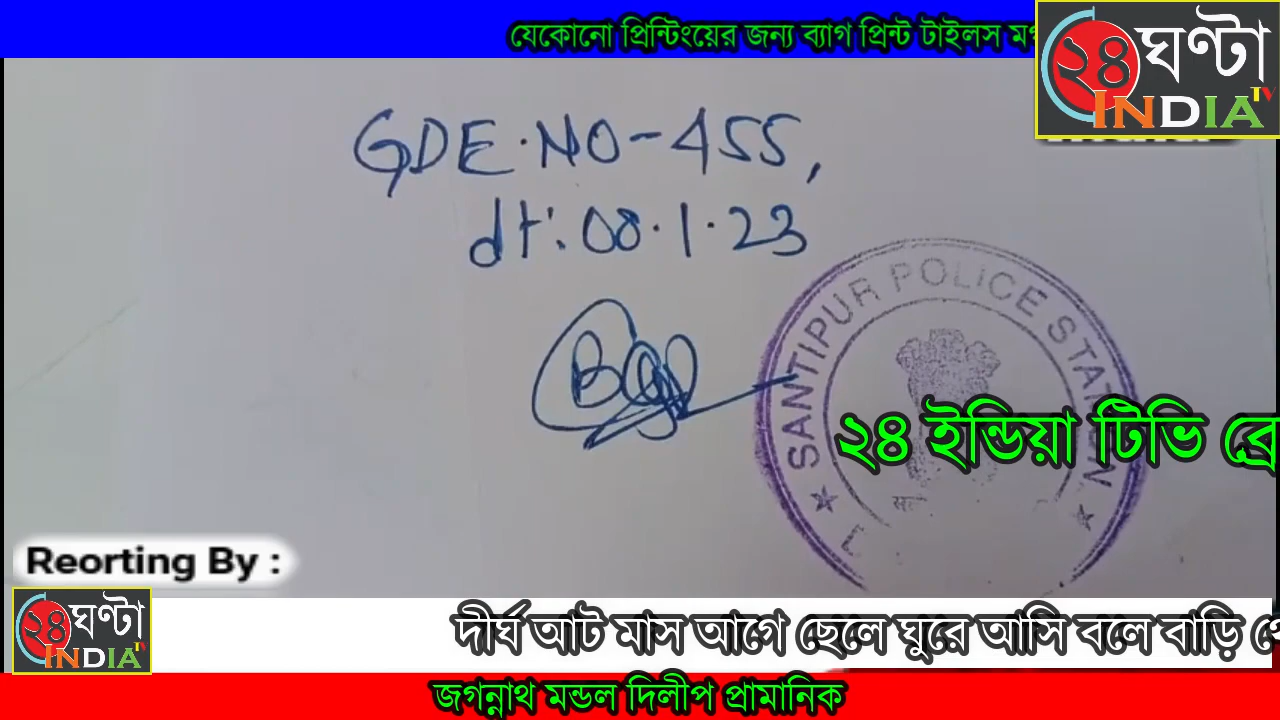 যেকোনো প্রিন্টিংয়ের জন্য ব্যাগ প্রিন্ট টাইলস
২৪ ঘণ্টা
INDIA TV
GDE. NO - 455,
dt: 08.1.23
SANTIPUR POLICE STATION
২৪ ইন্ডিয়া টিভি
Reorting By :
২৪ ঘণ্টা
INDIA TV
দীর্ঘ আট মাস আগে ছেলে ঘুরে আসি বলে বাড়ি
জগন্নাথ মন্ডল দিলীপ প্রামানিক